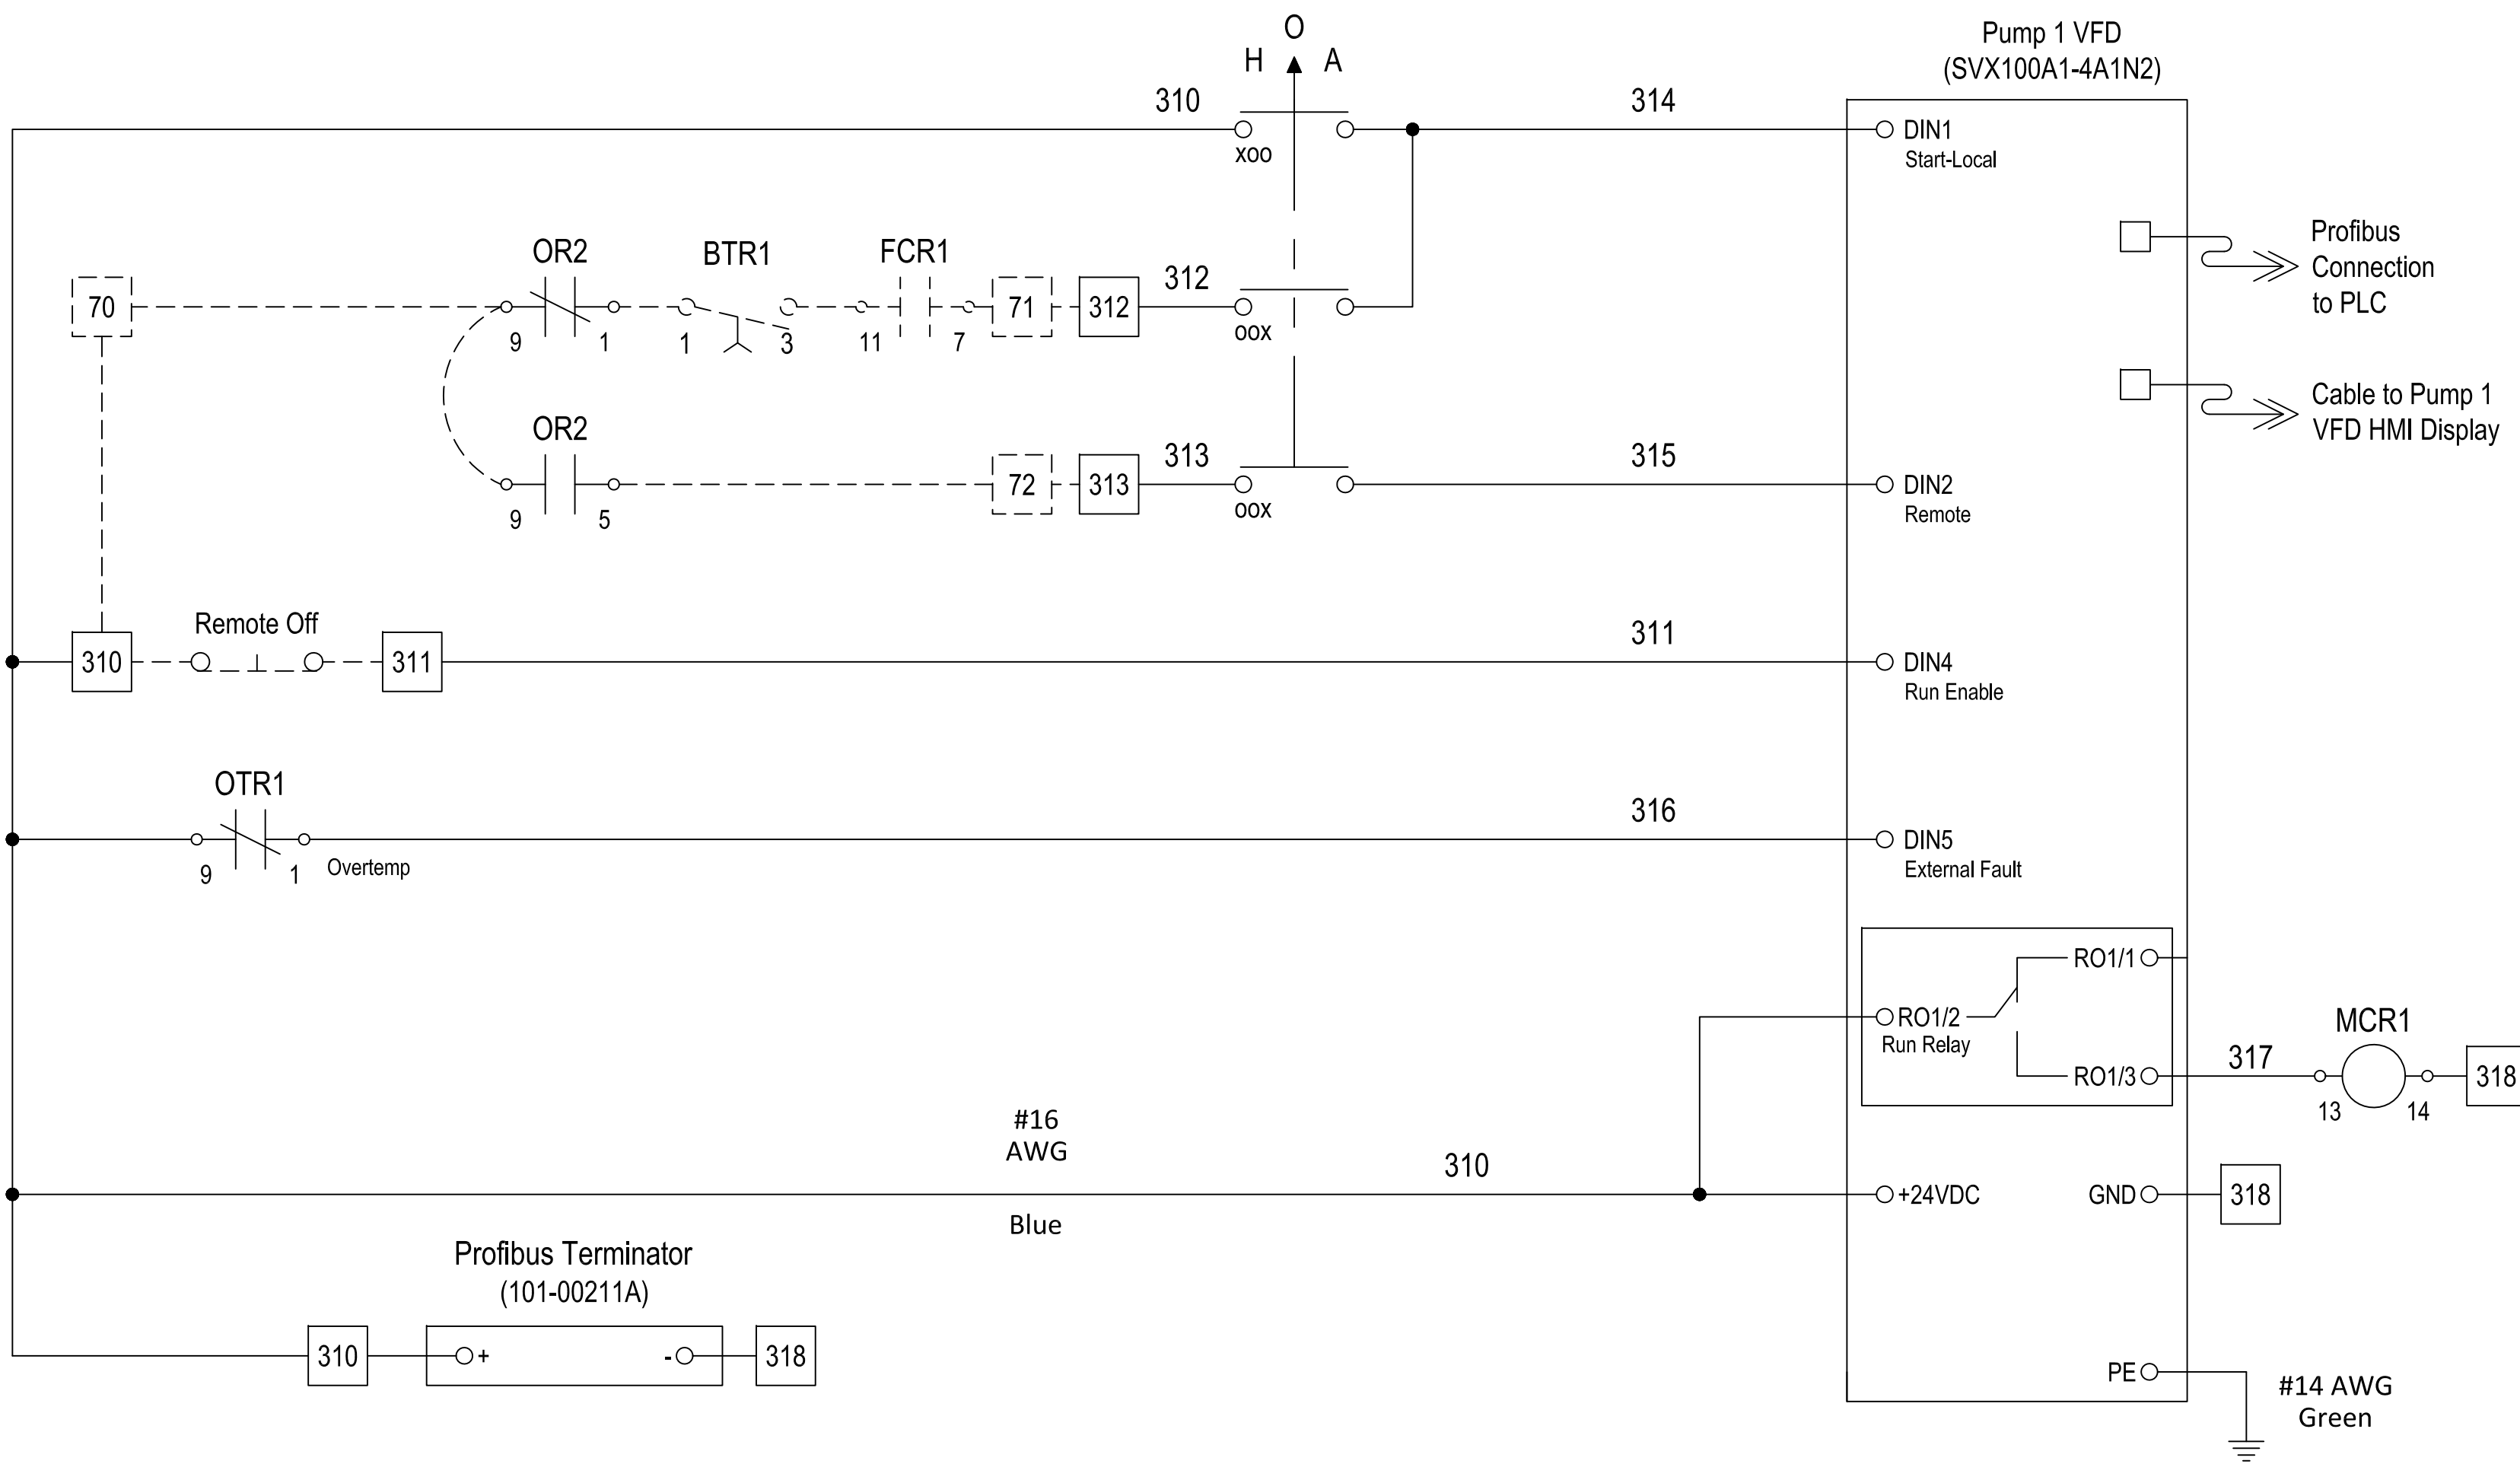 O
H A
Pump 1 VFD
(SVX100A1-4A1N2)
310
314
xoo
DIN1
Start-Local
Profibus
Connection
to PLC
OR2
BTR1
FCR1
312
70
9
1
1
3
11
7
71
312
oox
Cable to Pump 1
VFD HMI Display
OR2
313
315
9
5
72
313
oox
DIN2
Remote
Remote Off
311
310
311
DIN4
Run Enable
OTR1
316
9
1
Overtemp
DIN5
External Fault
RO1/1
RO1/2
Run Relay
RO1/3
317
MCR1
13
14
318
#16
AWG
310
Blue
+24VDC
GND
318
Profibus Terminator
(101-00211A)
310
+
-
318
PE
#14 AWG
Green